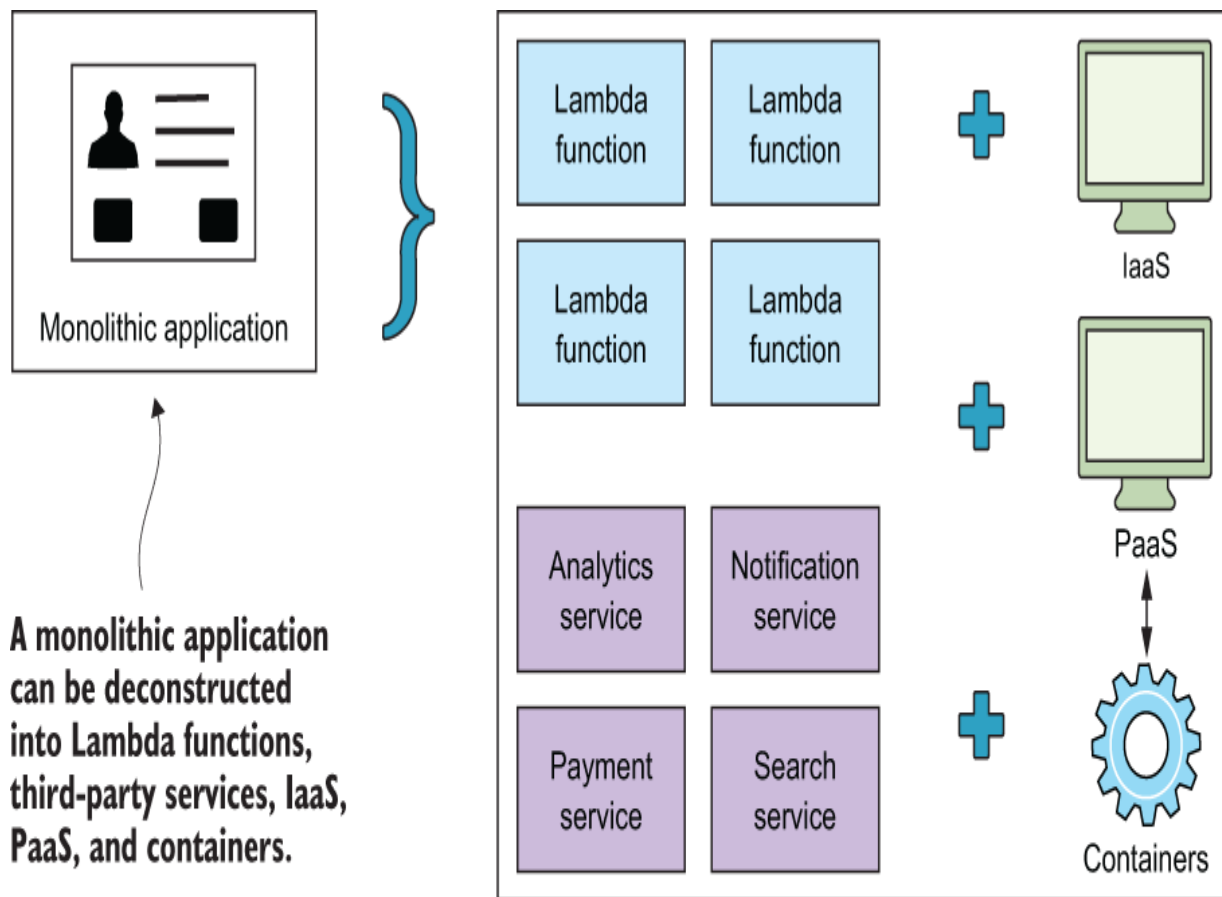 Monolithic application
A monolithic application
can be deconstructed
into Lambda functions,
third-party services, IaaS,
PaaS, and containers.
Lambda
function
Lambda
function
Lambda
function
Lambda
function
Analytics
service
Notification
service
Payment
service
Search
service
IaaS
PaaS
Containers